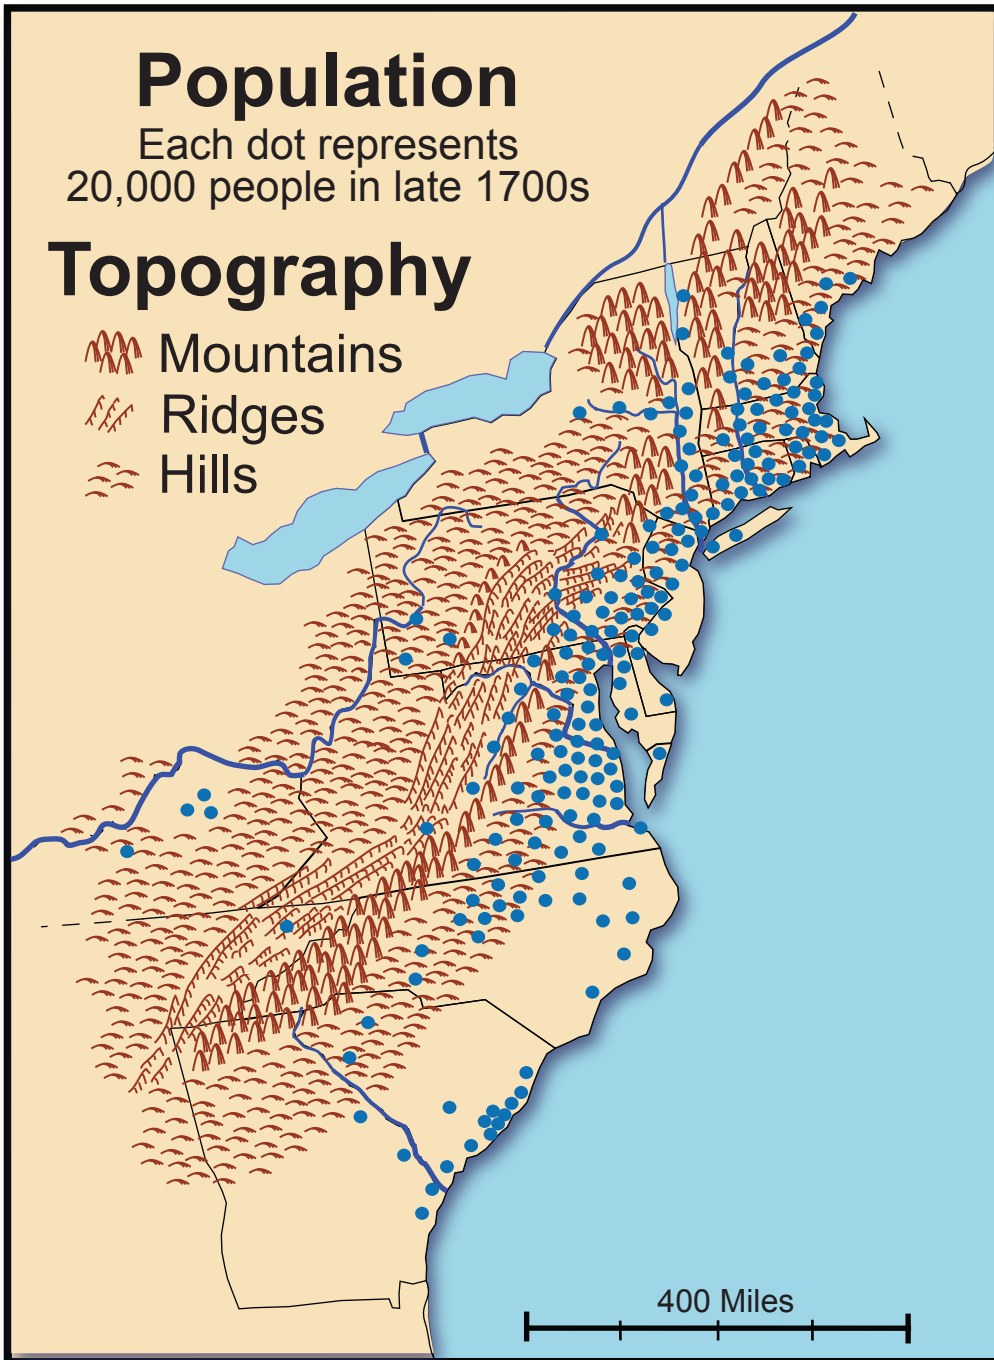 Population
Each dot represents
20,000 people in late 1700s
Topography
Mountains
Ridges
Hills
400 Miles